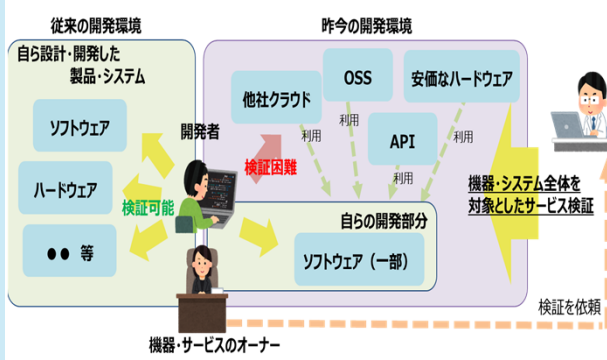 従来の開発環境
自ら設計・開発した
製品・システム
ソフトウェア
ハードウェア
●● 等
開発者
検証可能
昨今の開発環境
他社クラウド
OSS
安価なハードウェア
API
利用
利用
利用
利用
検証困難
自らの開発部分
ソフトウェア（一部）
機器・システム全体を
対象としたサービス検証
検証を依頼
機器・サービスのオーナー